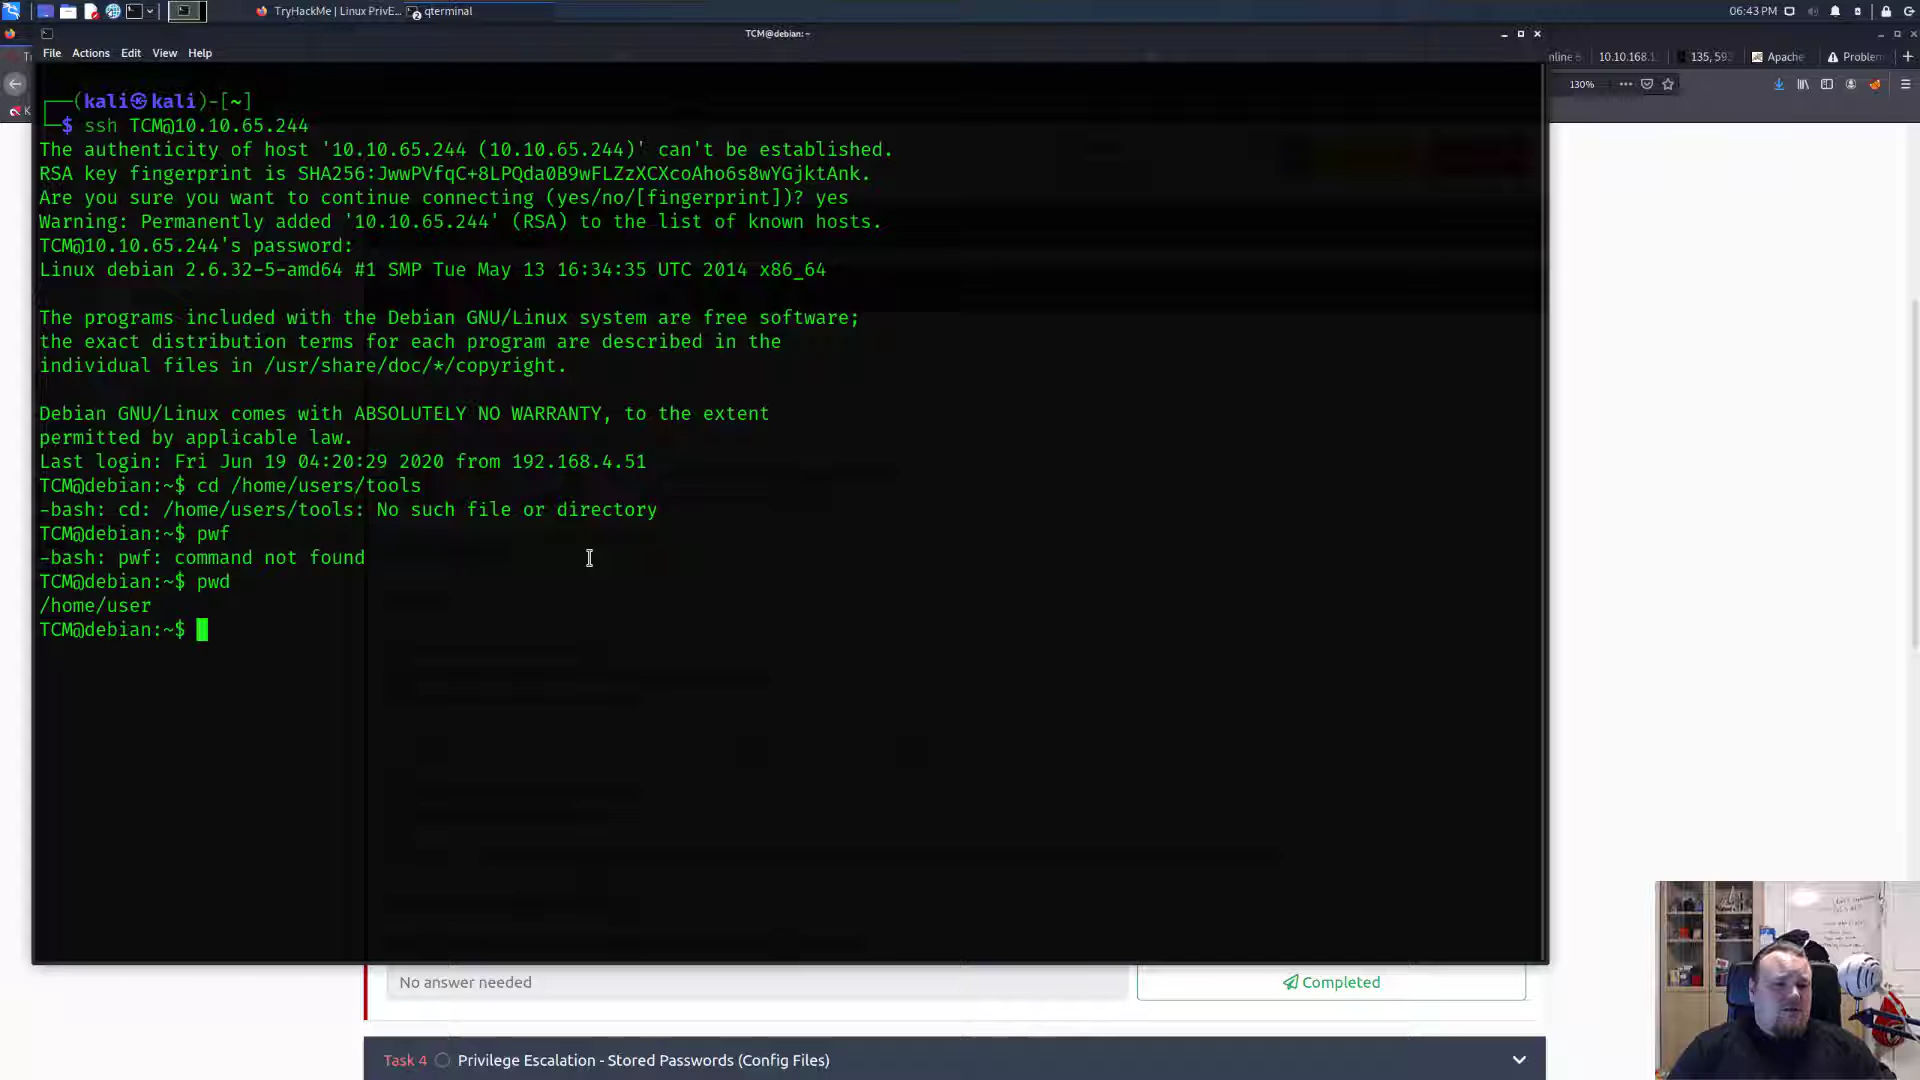 TryHackMe | Linux PrivE...
qterminal
06:43 PM
TCM@debian: ~
File Actions Edit View Help
nline
10.10.168.1
135, 59
Apache
Problem
130%
┌──(kali㉿kali)-[~]
└─$ ssh TCM@10.10.65.244
The authenticity of host '10.10.65.244 (10.10.65.244)' can't be established.
RSA key fingerprint is SHA256:JwwPVfqC+8LPQda0B9wFLZzXCXcoAho6s8wYGjktAnk.
Are you sure you want to continue connecting (yes/no/[fingerprint])? yes
Warning: Permanently added '10.10.65.244' (RSA) to the list of known hosts.
TCM@10.10.65.244's password:
Linux debian 2.6.32-5-amd64 #1 SMP Tue May 13 16:34:35 UTC 2014 x86_64
The programs included with the Debian GNU/Linux system are free software;
the exact distribution terms for each program are described in the
individual files in /usr/share/doc/*/copyright.
Debian GNU/Linux comes with ABSOLUTELY NO WARRANTY, to the extent
permitted by applicable law.
Last login: Fri Jun 19 04:20:29 2020 from 192.168.4.51
TCM@debian:~$ cd /home/users/tools
-bash: cd: /home/users/tools: No such file or directory
TCM@debian:~$ pwf
-bash: pwf: command not found
TCM@debian:~$ pwd
/home/user
TCM@debian:~$
No answer needed
Completed
Task 4 Privilege Escalation - Stored Passwords (Config Files)